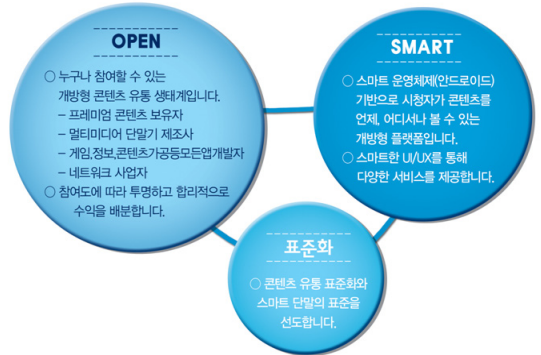 OPEN
○ 누구나 참여할 수 있는
개방형 콘텐츠 유통 생태계입니다.
– 프레미엄 콘텐츠 보유자
– 멀티미디어 단말기 제조사
– 게임,정보,콘텐츠가공등모든앱개발자
– 네트워크 사업자
○ 참여도에 따라 투명하고 합리적으로
수익을 배분합니다.
SMART
○ 스마트 운영체제(안드로이드)
기반으로 시청자가 콘텐츠를
언제, 어디서나 볼 수 있는
개방형 플랫폼입니다.
○ 스마트한 UI/UX를 통해
다양한 서비스를 제공합니다.
표준화
○ 콘텐츠 유통 표준화와
스마트 단말의 표준을
선도합니다.